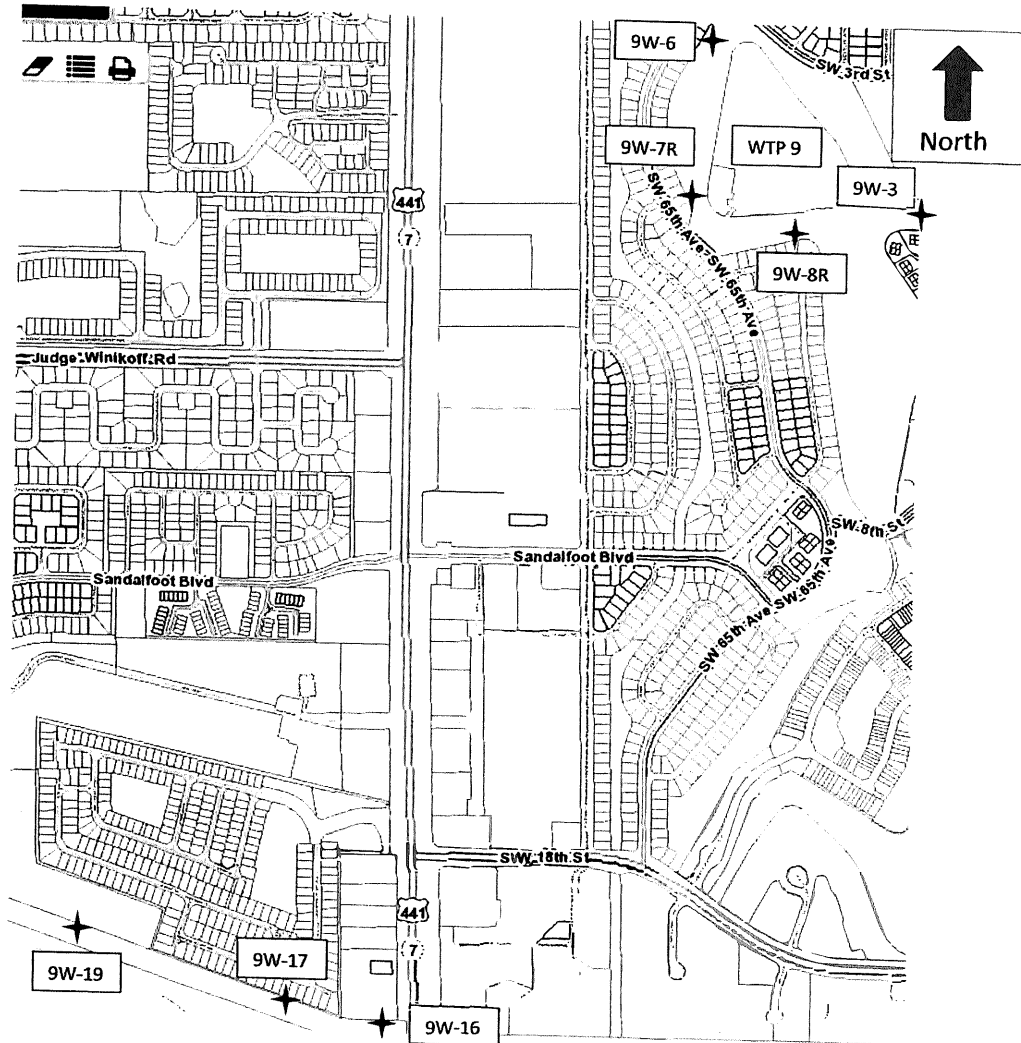 9W-6
SW 3rd St
North
9W-7R
WTP 9
9W-3
441
7
SW 65th Ave
SW 65th Ave
9W-8R
Judge Winikoff Rd
SW 8th St
Sandalfoot Blvd
Sandalfoot Blvd
SW 65th Ave
SW 65th Ave
SW 18th St
441
7
9W-17
9W-19
9W-16